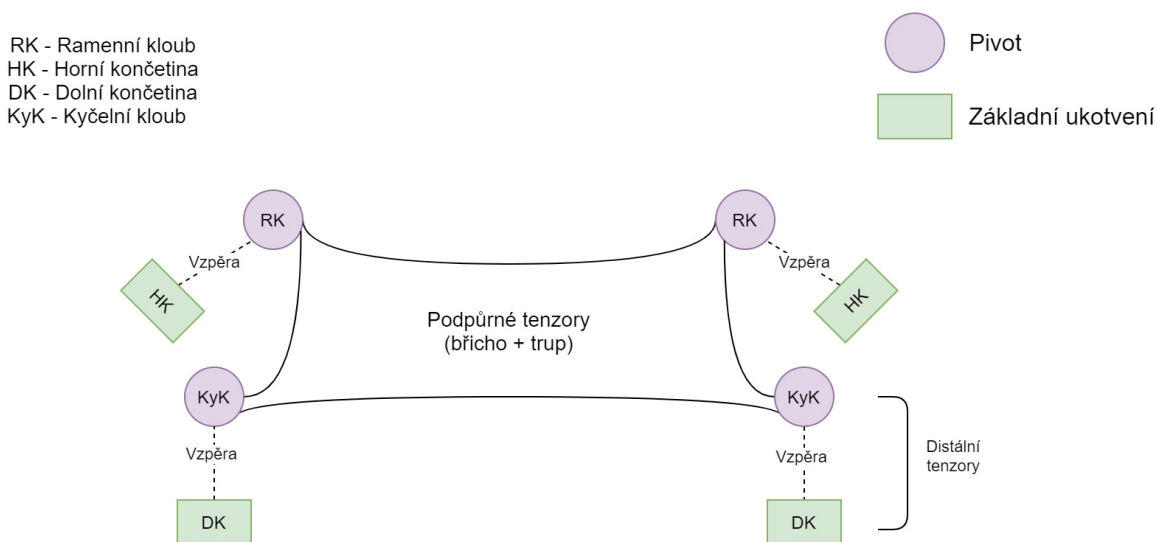 RK - Ramenní kloub
HK - Horní končetina
DK - Dolní končetina
KyK - Kyčelní kloub
Pivot
Základní ukotvení
RK
RK
Vzpěra
Vzpěra
HK
HK
Podpůrné tenzory
(břicho + trup)
KyK
KyK
Vzpěra
Vzpěra
Distální
tenzory
DK
DK